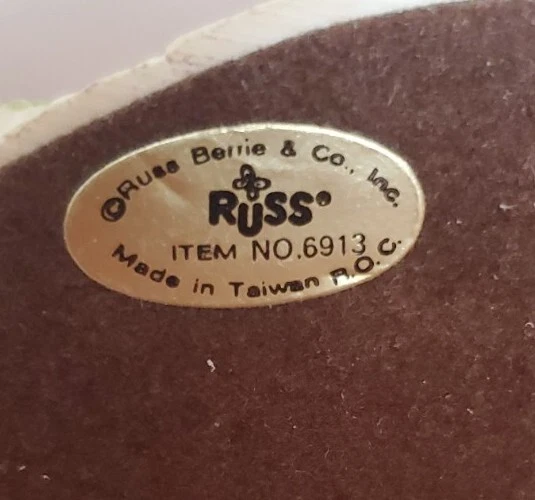 ©Russ Berrie & Co., Inc.
RUSS®
ITEM NO.6913
Made in Taiwan R.O.C.